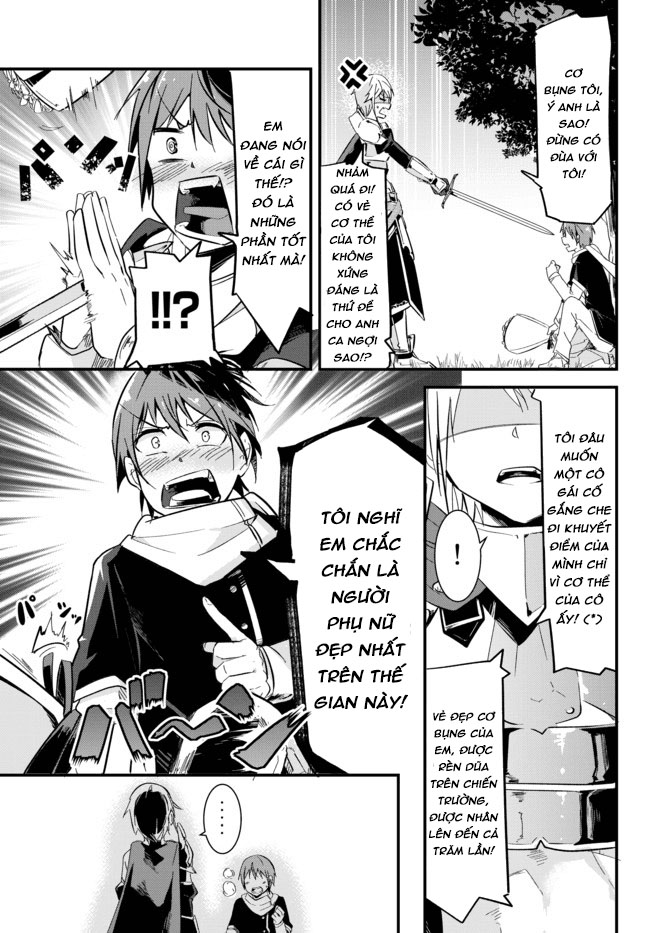 CƠ
BỤNG TÔI,
Ý ANH LÀ
SAO!
ĐỪNG CÓ
ĐÙA VỚI
TÔI!
NHẢM
QUÁ ĐI!
CÓ VẺ
CƠ THỂ
CỦA TÔI
KHÔNG
XỨNG
ĐÁNG LÀ
THỨ ĐỂ
CHO ANH
CA NGỢI
SAO!?
EM
ĐANG NÓI
VỀ CÁI GÌ
THẾ!?
ĐÓ LÀ
NHỮNG
PHẦN TỐT
NHẤT MÀ!
パンッ
!!?
TÔI ĐÂU
MUỐN
MỘT CÔ
GÁI CỐ
GẮNG CHE
ĐI KHUYẾT
ĐIỂM CỦA
MÌNH CHỈ
VÌ CƠ THỂ
CỦA CÔ
ẤY! (*)
!
VẺ ĐẸP CƠ
BỤNG CỦA
EM, ĐƯỢC
RÈN DŨA
TRÊN CHIẾN
TRƯỜNG,
ĐƯỢC NHÂN
LÊN ĐẾN CẢ
TRĂM LẦN!
TÔI NGHĨ
EM CHẮC
CHẮN LÀ
NGƯỜI
PHỤ NỮ
ĐẸP NHẤT
TRÊN THẾ
GIAN NÀY!
....